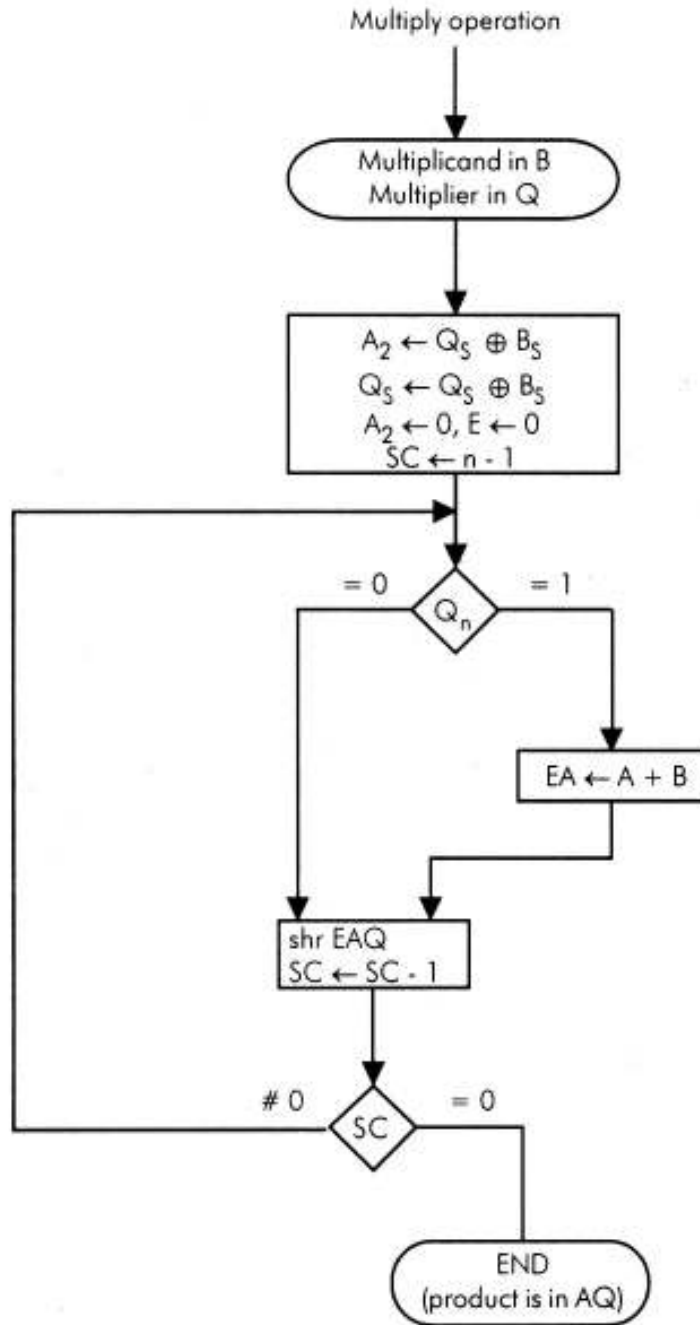 Multiply operation
Multiplicand in B
Multiplier in Q
A₂ ← Qₛ ⊕ Bₛ
Qₛ ← Qₛ ⊕ Bₛ
A₂ ← 0, E ← 0
SC ← n - 1
= 0
Qₙ
= 1
EA ← A + B
shr EAQ
SC ← SC - 1
# 0
SC
= 0
END
(product is in AQ)